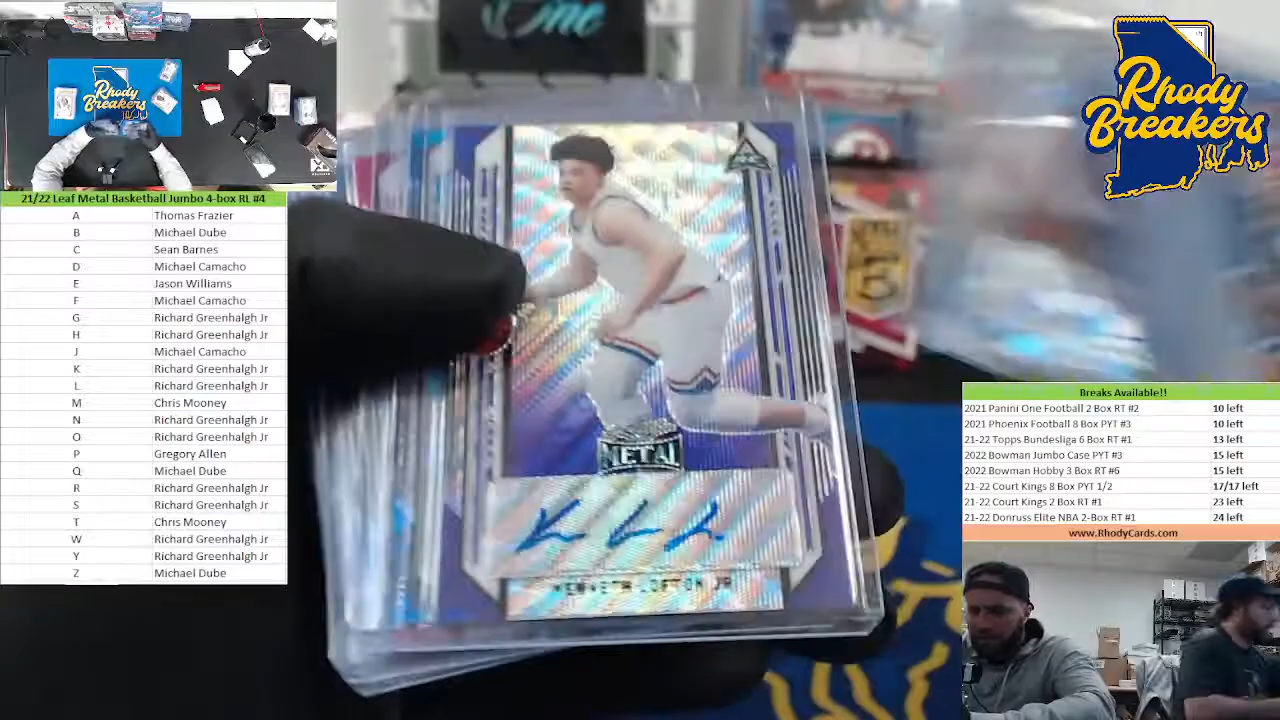 Rhody
Breakers
21/22 Leaf Metal Basketball Jumbo 4-box RL #4
A Thomas Frazier
B Michael Dube
C Sean Barnes
D Michael Camacho
E Jason Williams
F Michael Camacho
G Richard Greenhalgh Jr
H Richard Greenhalgh Jr
J Michael Camacho
K Richard Greenhalgh Jr
L Richard Greenhalgh Jr
M Chris Mooney
N Richard Greenhalgh Jr
O Richard Greenhalgh Jr
P Gregory Allen
Q Michael Dube
R Richard Greenhalgh Jr
S Richard Greenhalgh Jr
T Chris Mooney
W Richard Greenhalgh Jr
Y Richard Greenhalgh Jr
Z Michael Dube
One
METAL
KENNETH LOFTON JR
Rhody
Breakers
Breaks Available!!
2021 Panini One Football 2 Box RT #2 10 left
2021 Phoenix Football 8 Box PYT #3 10 left
21-22 Topps Bundesliga 6 Box RT #1 13 left
2022 Bowman Jumbo Case PYT #3 15 left
2022 Bowman Hobby 3 Box RT #6 15 left
21-22 Court Kings 8 Box PYT 1/2 17/17 left
21-22 Court Kings 2 Box RT #1 23 left
21-22 Donruss Elite NBA 2-Box RT #1 24 left
www.RhodyCards.com